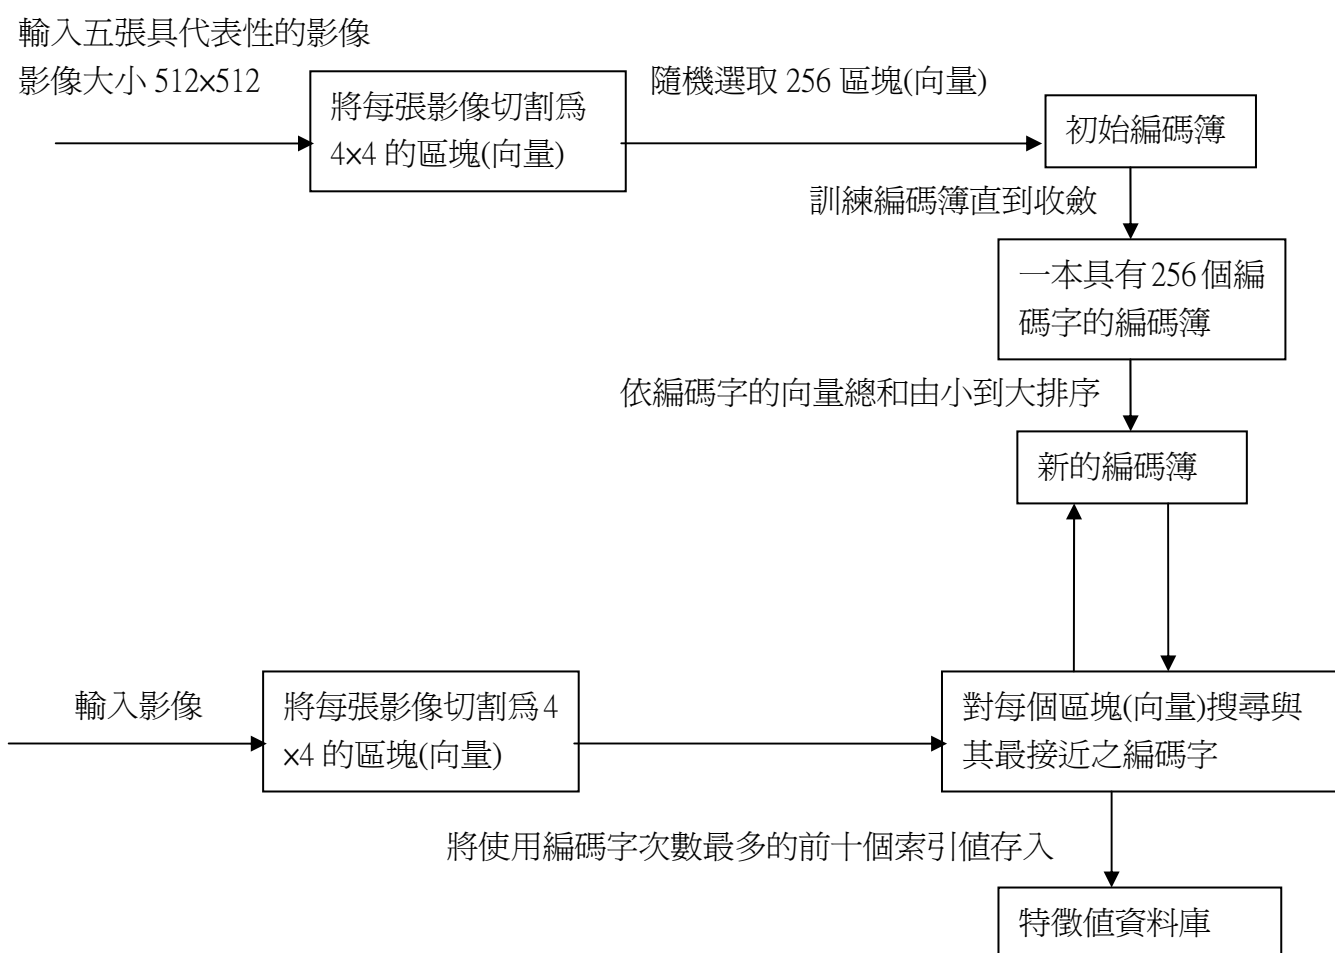 輸入五張具代表性的影像
影像大小 512×512
將每張影像切割為
4×4 的區塊(向量)
隨機選取 256 區塊(向量)
初始編碼簿
訓練編碼簿直到收斂
一本具有 256 個編
碼字的編碼簿
依編碼字的向量總和由小到大排序
新的編碼簿
輸入影像
將每張影像切割為 4
×4 的區塊(向量)
對每個區塊(向量)搜尋與
其最接近之編碼字
將使用編碼字次數最多的前十個索引值存入
特徵值資料庫